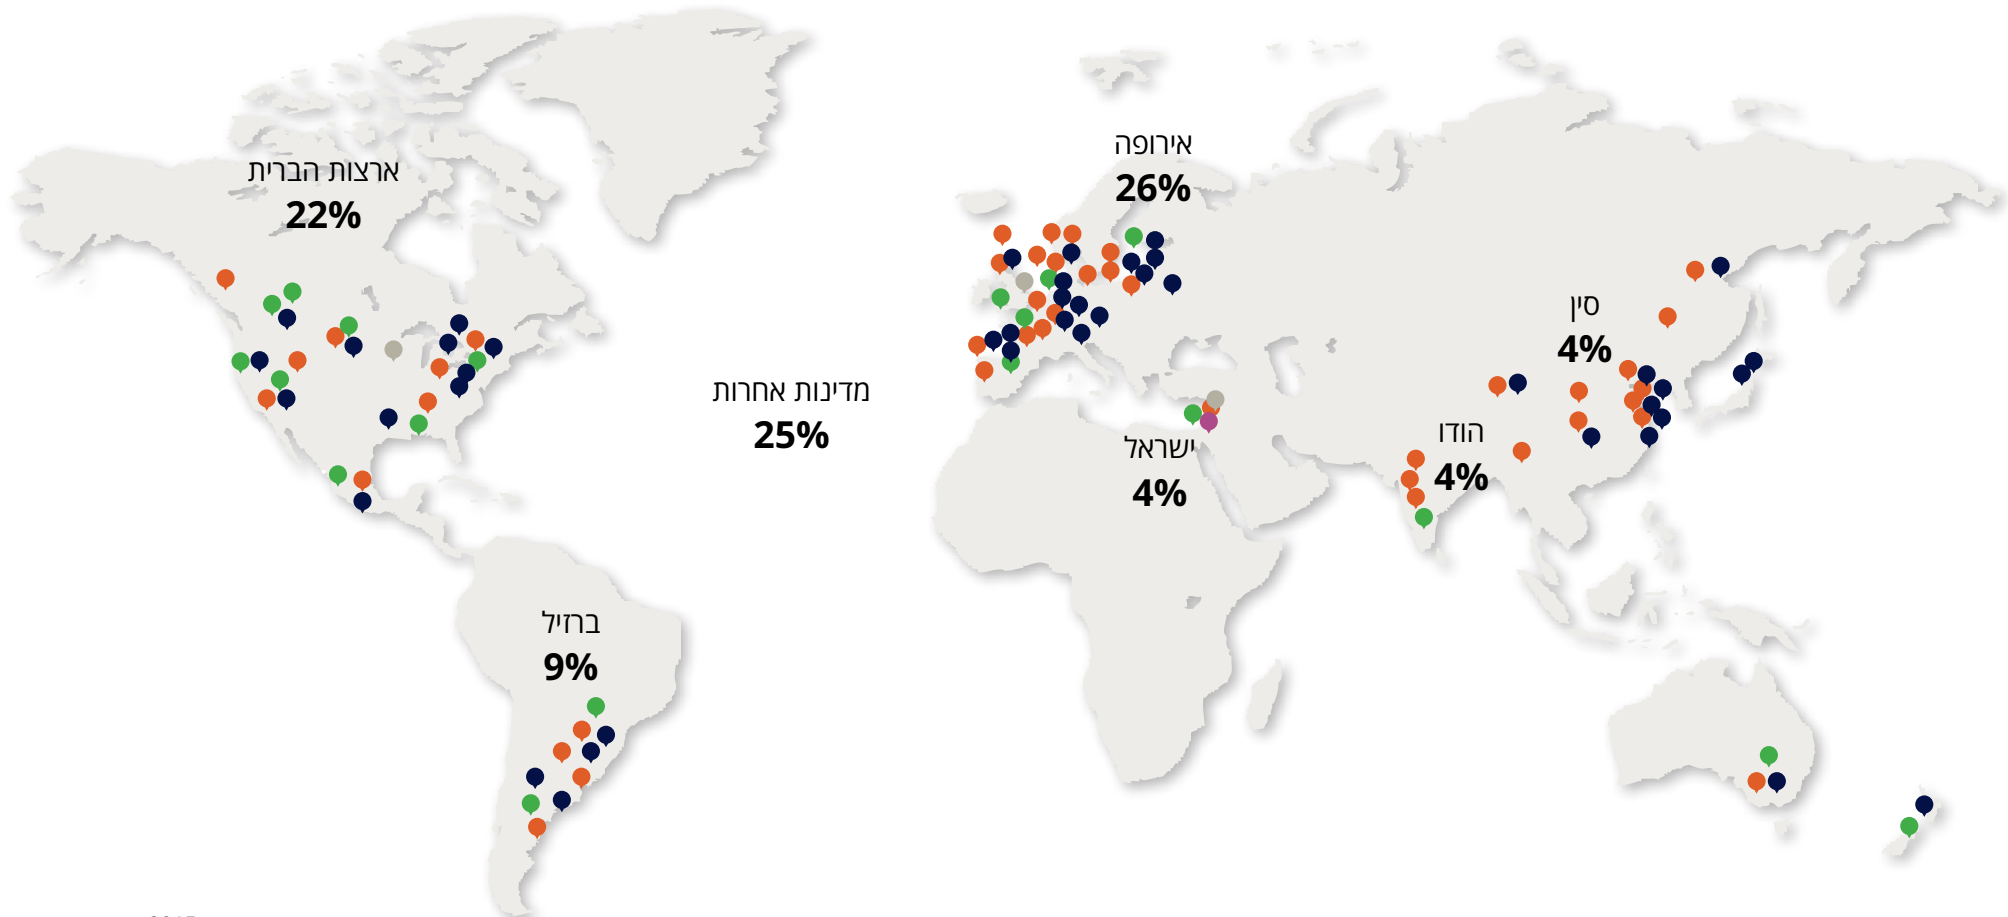 אירופה
26%
ארצות הברית
22%
סין
4%
מדינות אחרות
25%
הודו
4%
ישראל
4%
ברזיל
9%